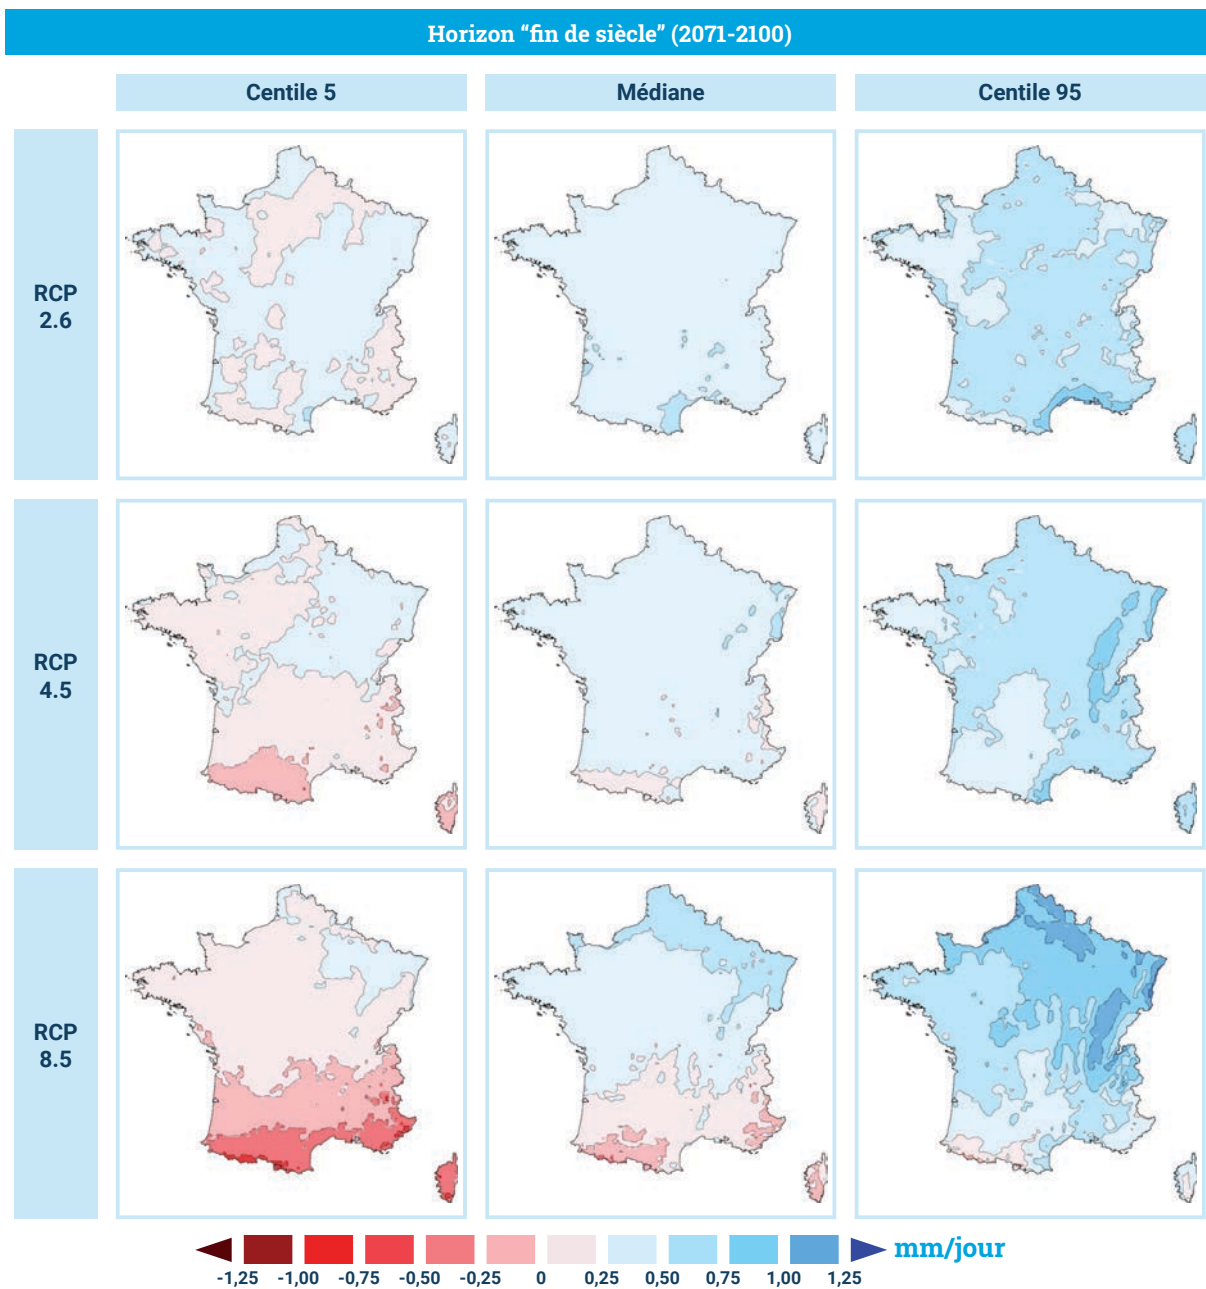 Horizon “fin de siècle” (2071-2100)
Centile 5 Médiane Centile 95
RCP
2.6
RCP
4.5
RCP
8.5
mm/jour
-1,25 -1,00 -0,75 -0,50 -0,25 0 0,25 0,50 0,75 1,00 1,25